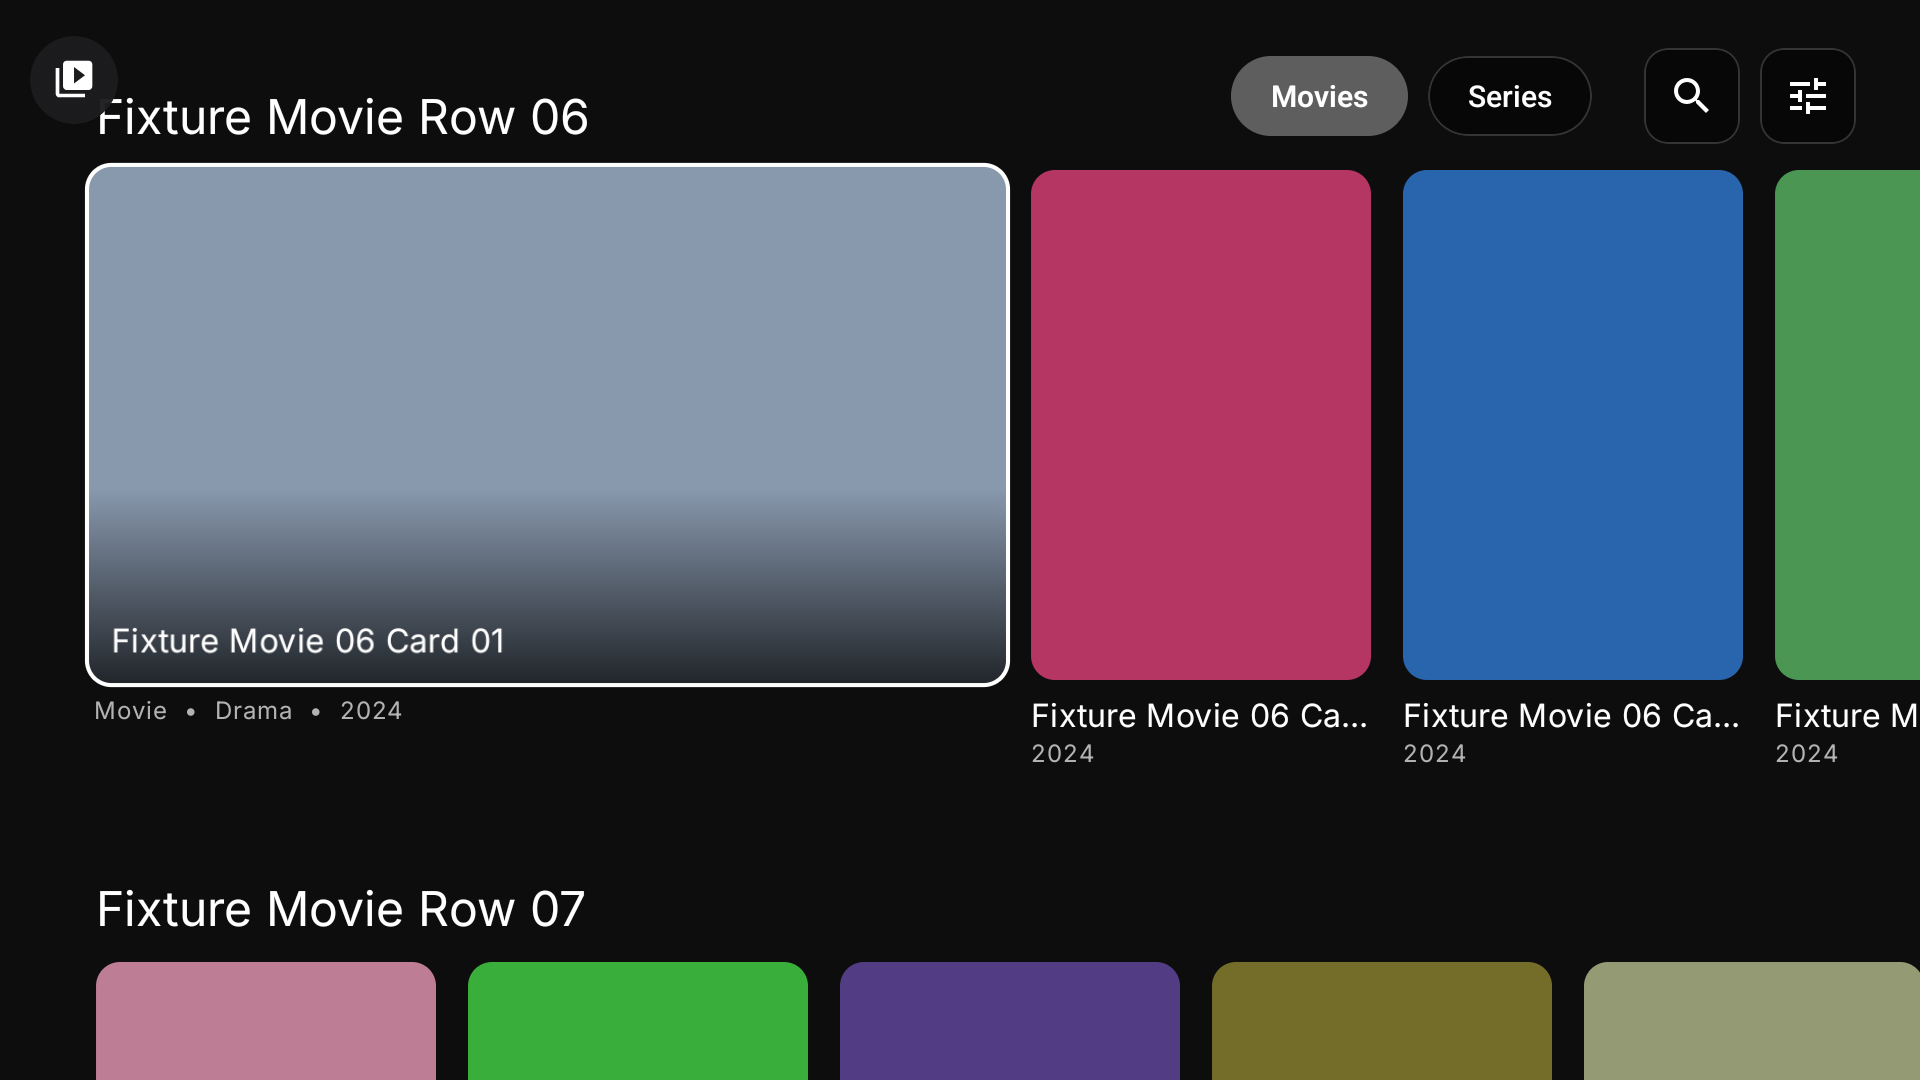 Fixture Movie Row 06
Movies
Series
Fixture Movie 06 Card 01
Movie • Drama • 2024
Fixture Movie 06 Ca...
2024
Fixture Movie 06 Ca...
2024
Fixture M
2024
Fixture Movie Row 07